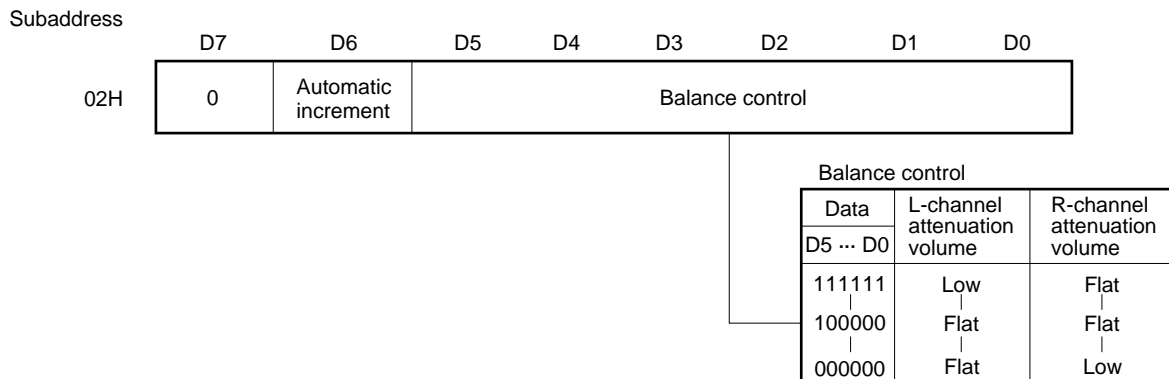 Subaddress
D7 D6 D5 D4 D3 D2 D1 D0
02H 0 Automatic increment Balance control
Balance control
Data L-channel attenuation volume R-channel attenuation volume
D5 ··· D0
111111 Low Flat
100000 Flat Flat
000000 Flat Low